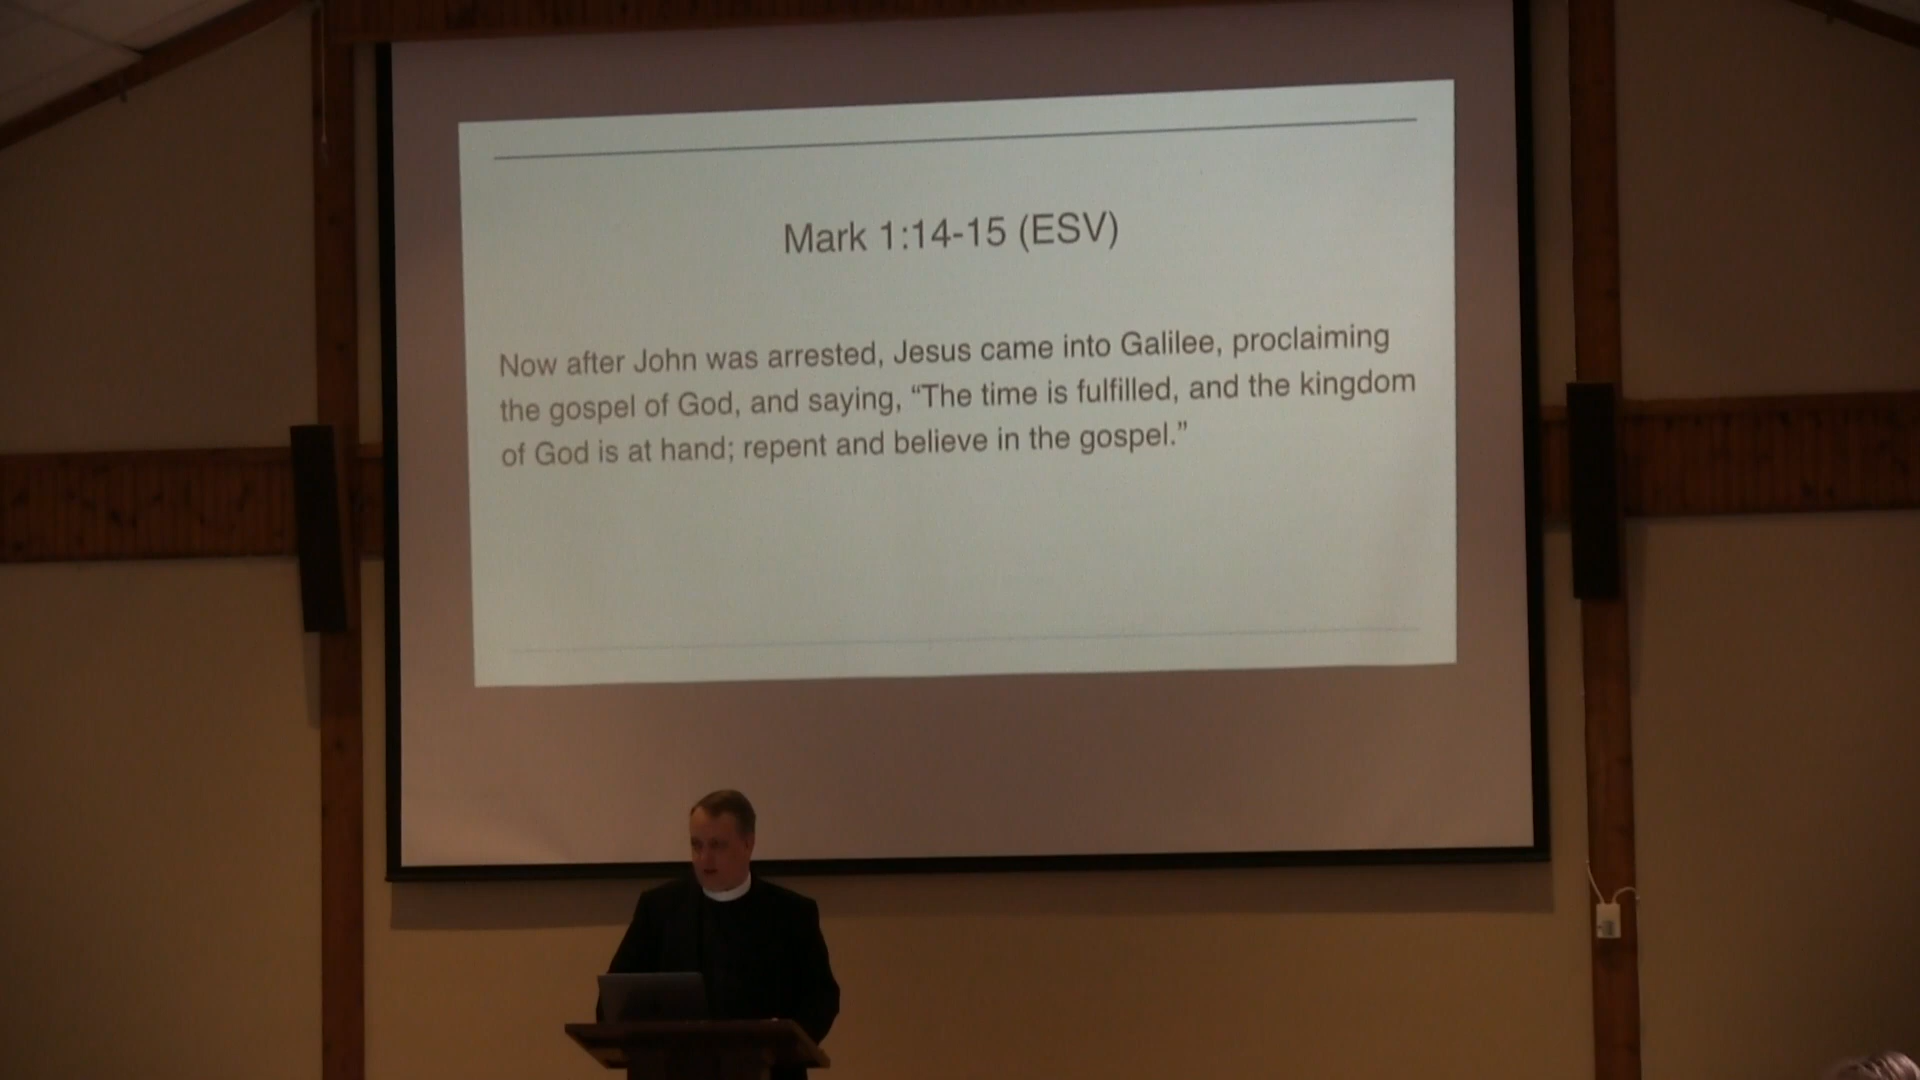 Mark 1:14-15 (ESV)
Now after John was arrested, Jesus came into Galilee, proclaiming
the gospel of God, and saying, “The time is fulfilled, and the kingdom
of God is at hand; repent and believe in the gospel.”